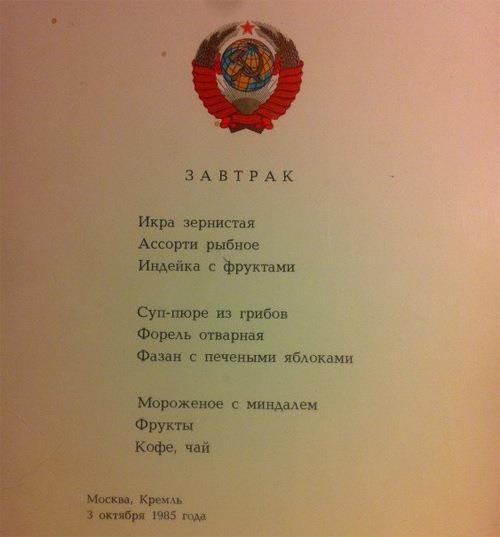 ЗАВТРАК
Икра зернистая
Ассорти рыбное
Индейка с фруктами
Суп-пюре из грибов
Форель отварная
Фазан с печеными яблоками
Мороженое с миндалем
Фрукты
Кофе, чай
Москва, Кремль
3 октября 1985 года